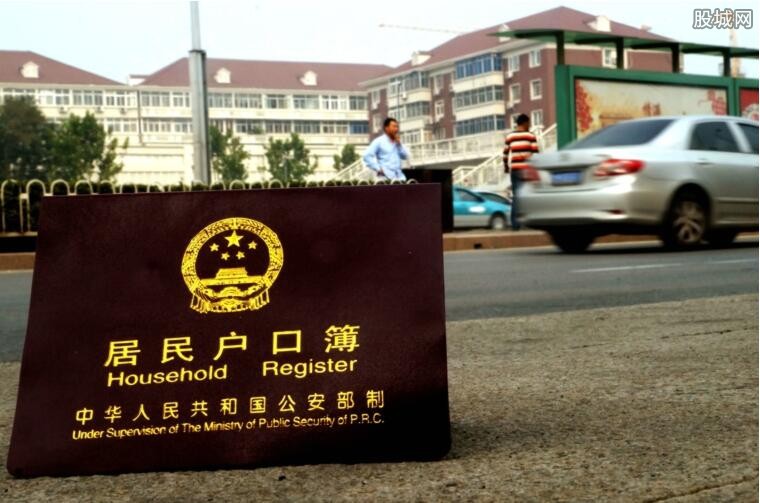 股城网
居民户口簿
Household Register
中华人民共和国公安部制
Under Supervision of The Ministry of Public Security of P.R.C.